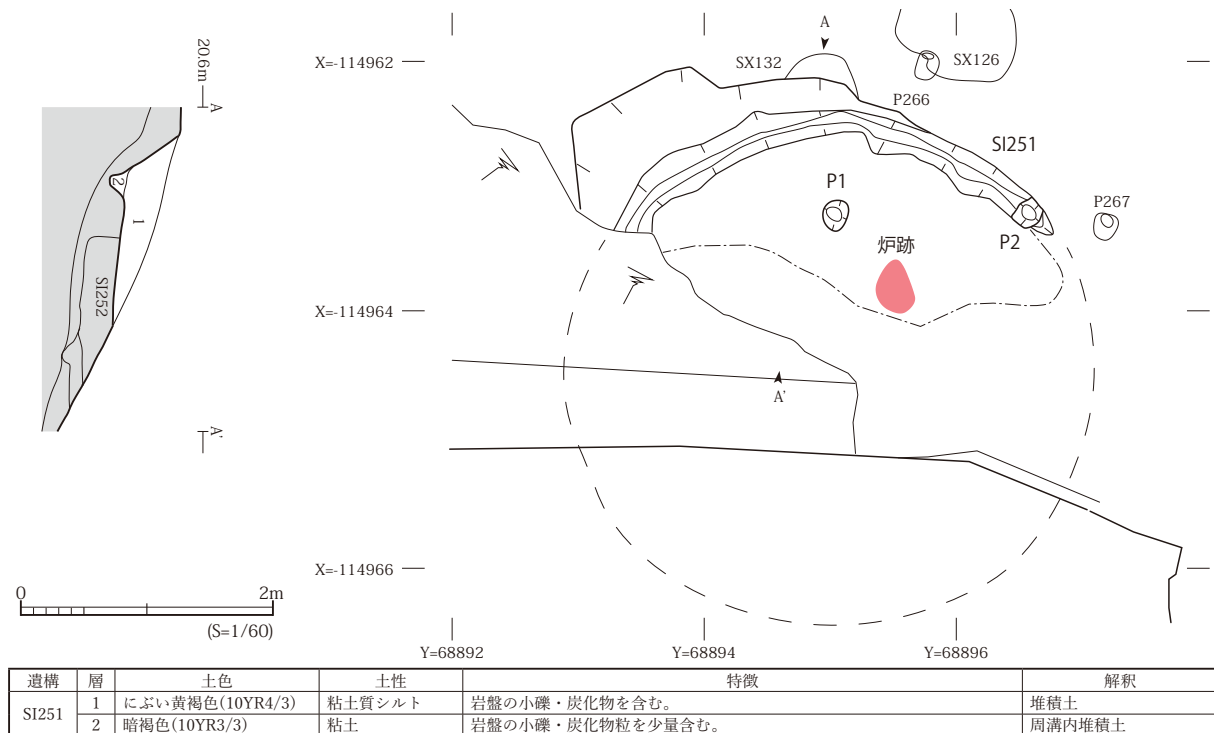 A
X=-114962
SX132
SX126
P266
SI251
P1
P267
P2
炉跡
X=-114964
A'
X=-114966
Y=68892
Y=68894
Y=68896
20.6m
A
2
1
SI252
A'
0
2m
(S=1/60)
遺構 層 土色 土性 特徴 解釈
SI251 1 にぶい黄褐色(10YR4/3) 粘土質シルト 岩盤の小礫・炭化物を含む。 堆積土
2 暗褐色(10YR3/3) 粘土 岩盤の小礫・炭化物粒を少量含む。 周溝内堆積土